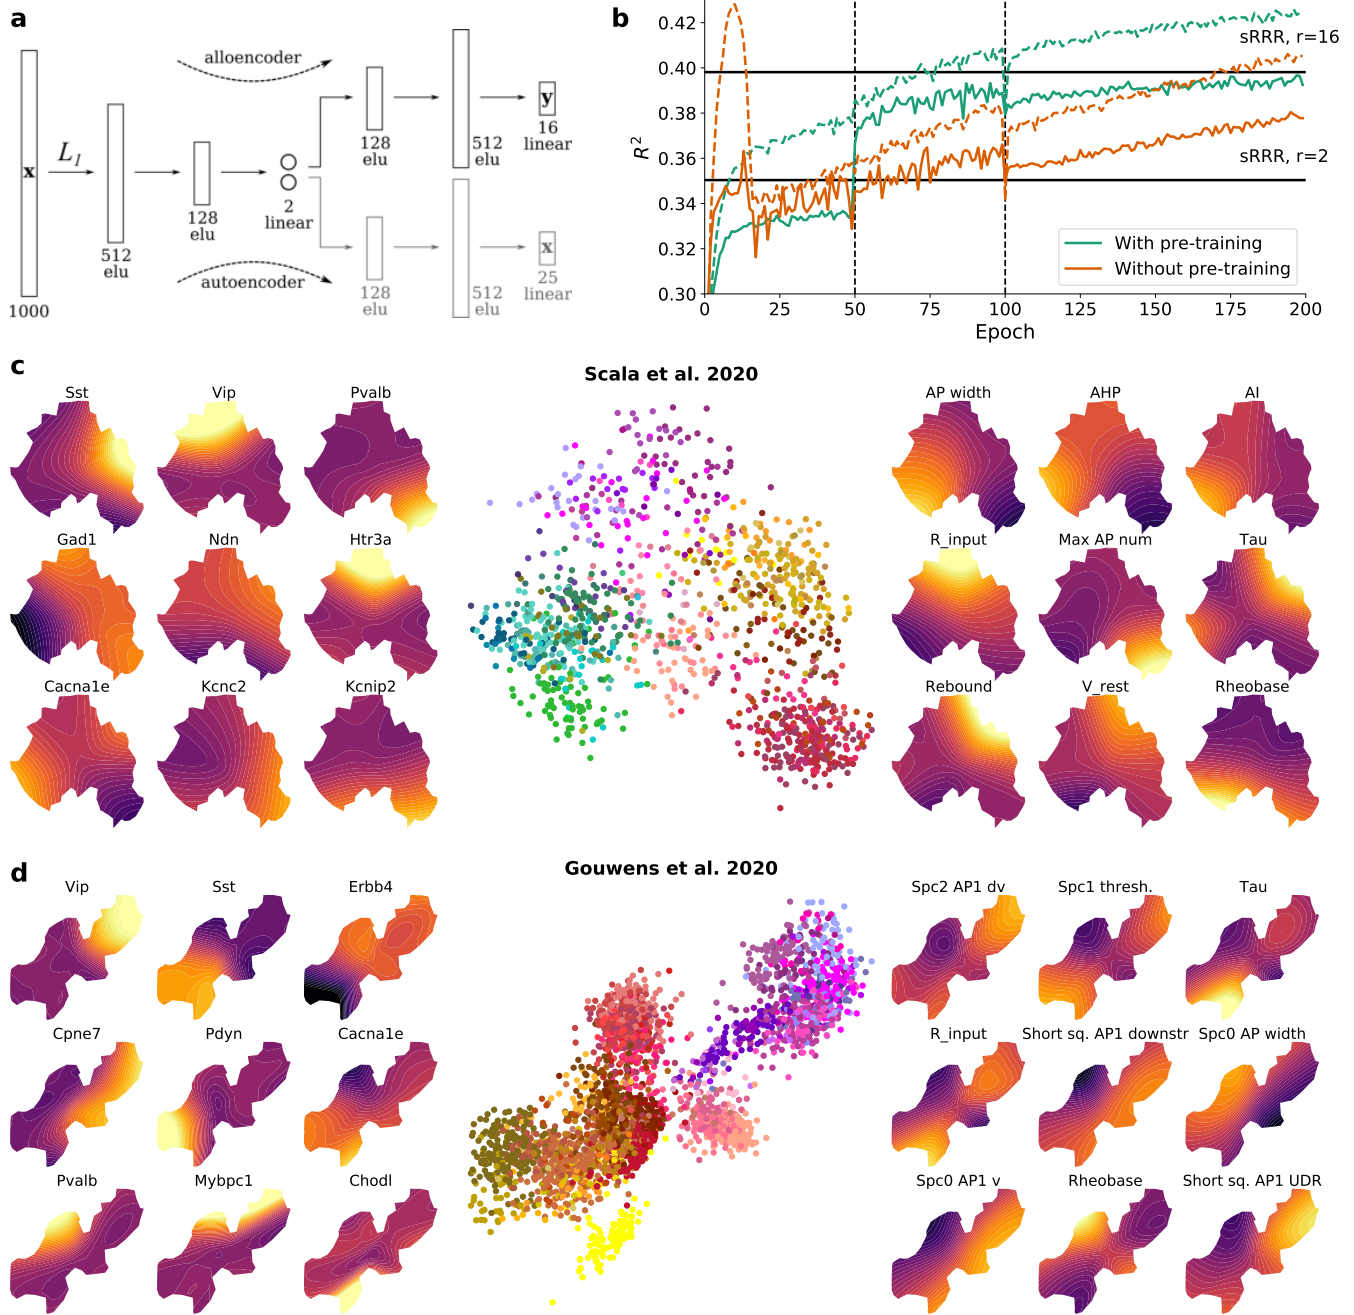 a
x
1000
L1
512
elu
128
elu
2
linear
alloencoder
autoencoder
128
elu
512
elu
y
16
linear
128
elu
512
elu
x
25
linear
b
R²
0.42
0.40
0.38
0.36
0.34
0.32
0.30
sRRR, r=16
sRRR, r=2
With pre-training
Without pre-training
0 25 50 75 100 125 150 175 200
Epoch
c
Scala et al. 2020
Sst Vip Pvalb
Gad1 Ndn Htr3a
Cacna1e Kcnc2 Kcnip2
AP width AHP AI
R_input Max AP num Tau
Rebound V_rest Rheobase
d
Gouwens et al. 2020
Vip Sst Erbb4
Cpne7 Pdyn Cacna1e
Pvalb Mybpc1 Chodl
Spc2 AP1 dv Spc1 thresh. Tau
R_input Short sq. AP1 downstr Spc0 AP width
Spc0 AP1 v Rheobase Short sq. AP1 UDR